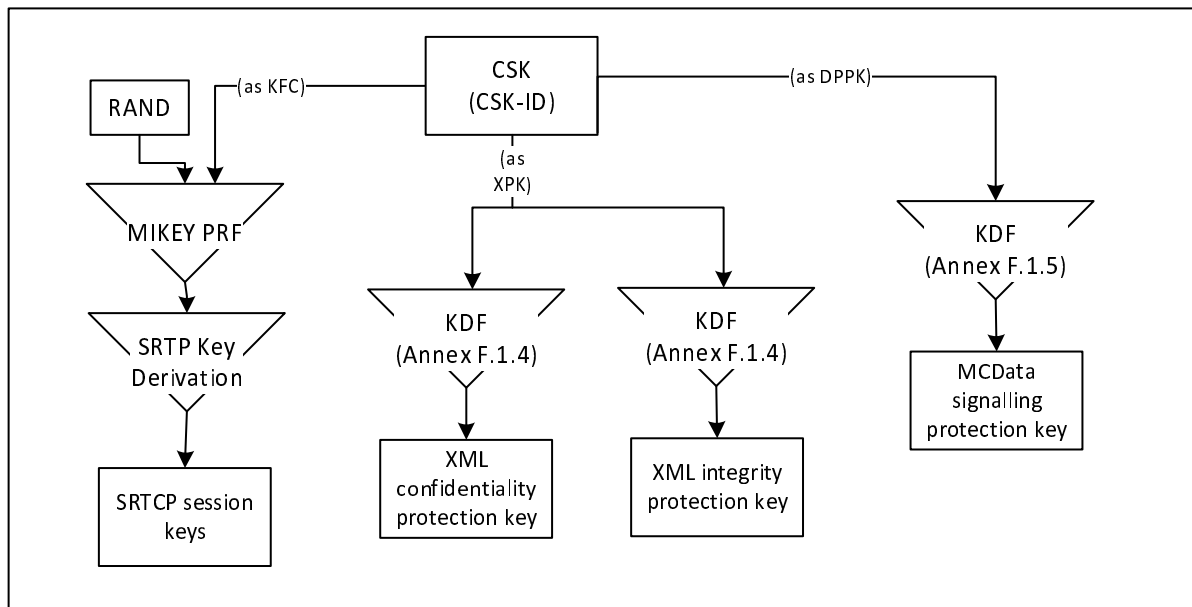 CSK
(CSK-ID)
(as KFC)
(as DPPK)
RAND
(as
XPK)
MIKEY PRF
KDF
(Annex F.1.5)
SRTP Key
Derivation
KDF
(Annex F.1.4)
KDF
(Annex F.1.4)
MCData
signalling
protection key
XML
confidentiality
protection key
XML integrity
protection key
SRTCP session
keys